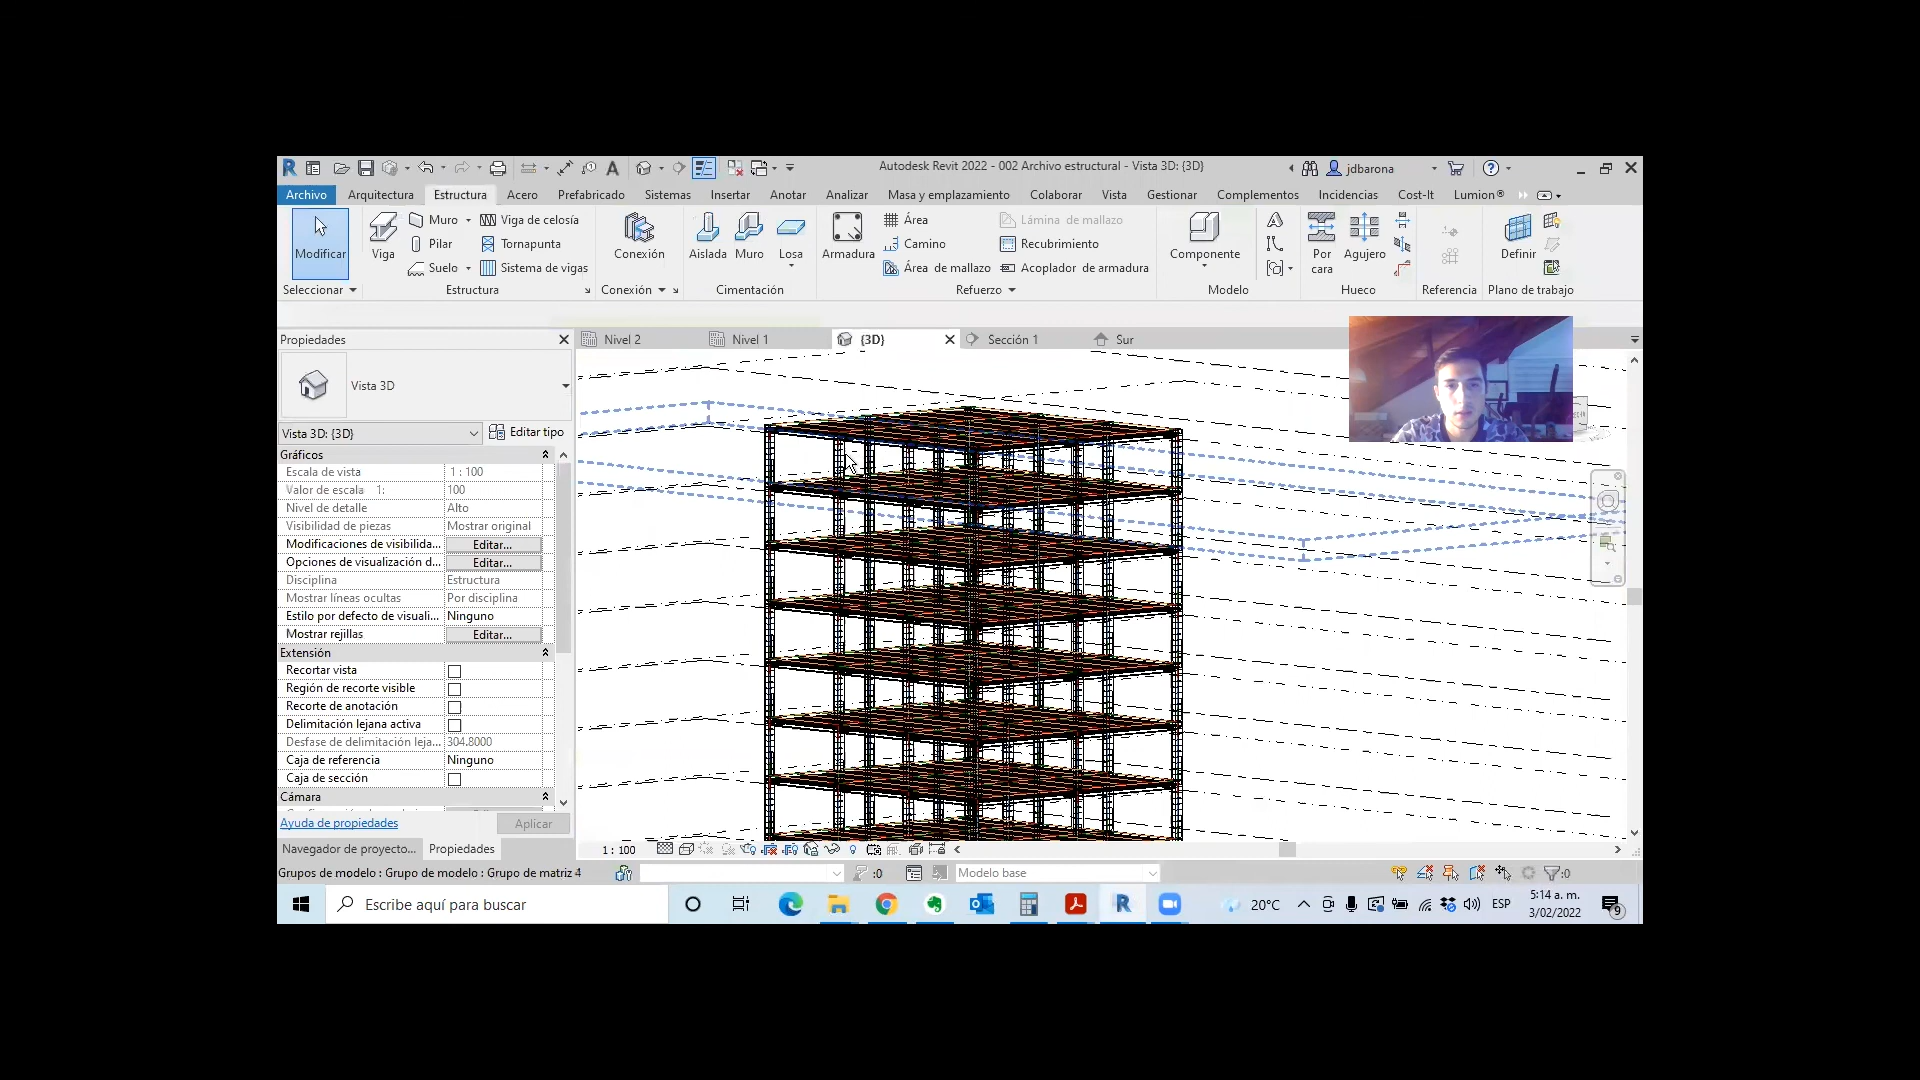 Autodesk Revit 2022 - 002 Archivo estructural - Vista 3D: {3D}
jdbarona
Archivo Arquitectura Estructura Acero Prefabricado Sistemas Insertar Anotar Analizar Masa y emplazamiento Colaborar Vista Gestionar Complementos Incidencias Cost-It Lumion®
Muro Viga de celosía Área Lámina de mallazo
Pilar Tornapunta Camino Recubrimiento
Modificar Viga Conexión Aislada Muro Losa Armadura Componente Por cara Agujero Definir
Suelo Sistema de vigas Área de mallazo Acoplador de armadura
Seleccionar Estructura Conexión Cimentación Refuerzo Modelo Hueco Referencia Plano de trabajo
Propiedades
Nivel 2 Nivel 1 {3D} Sección 1 Sur
Vista 3D
Vista 3D: {3D} Editar tipo
Gráficos
Escala de vista 1 : 100
Valor de escala 1: 100
Nivel de detalle Alto
Visibilidad de piezas Mostrar original
Modificaciones de visibilida... Editar...
Opciones de visualización d... Editar...
Disciplina Estructura
Mostrar líneas ocultas Por disciplina
Estilo por defecto de visuali... Ninguno
Mostrar rejillas Editar...
Extensión
Recortar vista
Región de recorte visible
Recorte de anotación
Delimitación lejana activa
Desfase de delimitación leja... 304.8000
Caja de referencia Ninguno
Caja de sección
Cámara
Ayuda de propiedades Aplicar
Navegador de proyecto... Propiedades
1 : 100
Grupos de modelo : Grupo de modelo : Grupo de matriz 4
:0
Modelo base
:0
Escribe aquí para buscar
20°C
ESP
5:14 a. m.
3/02/2022
9